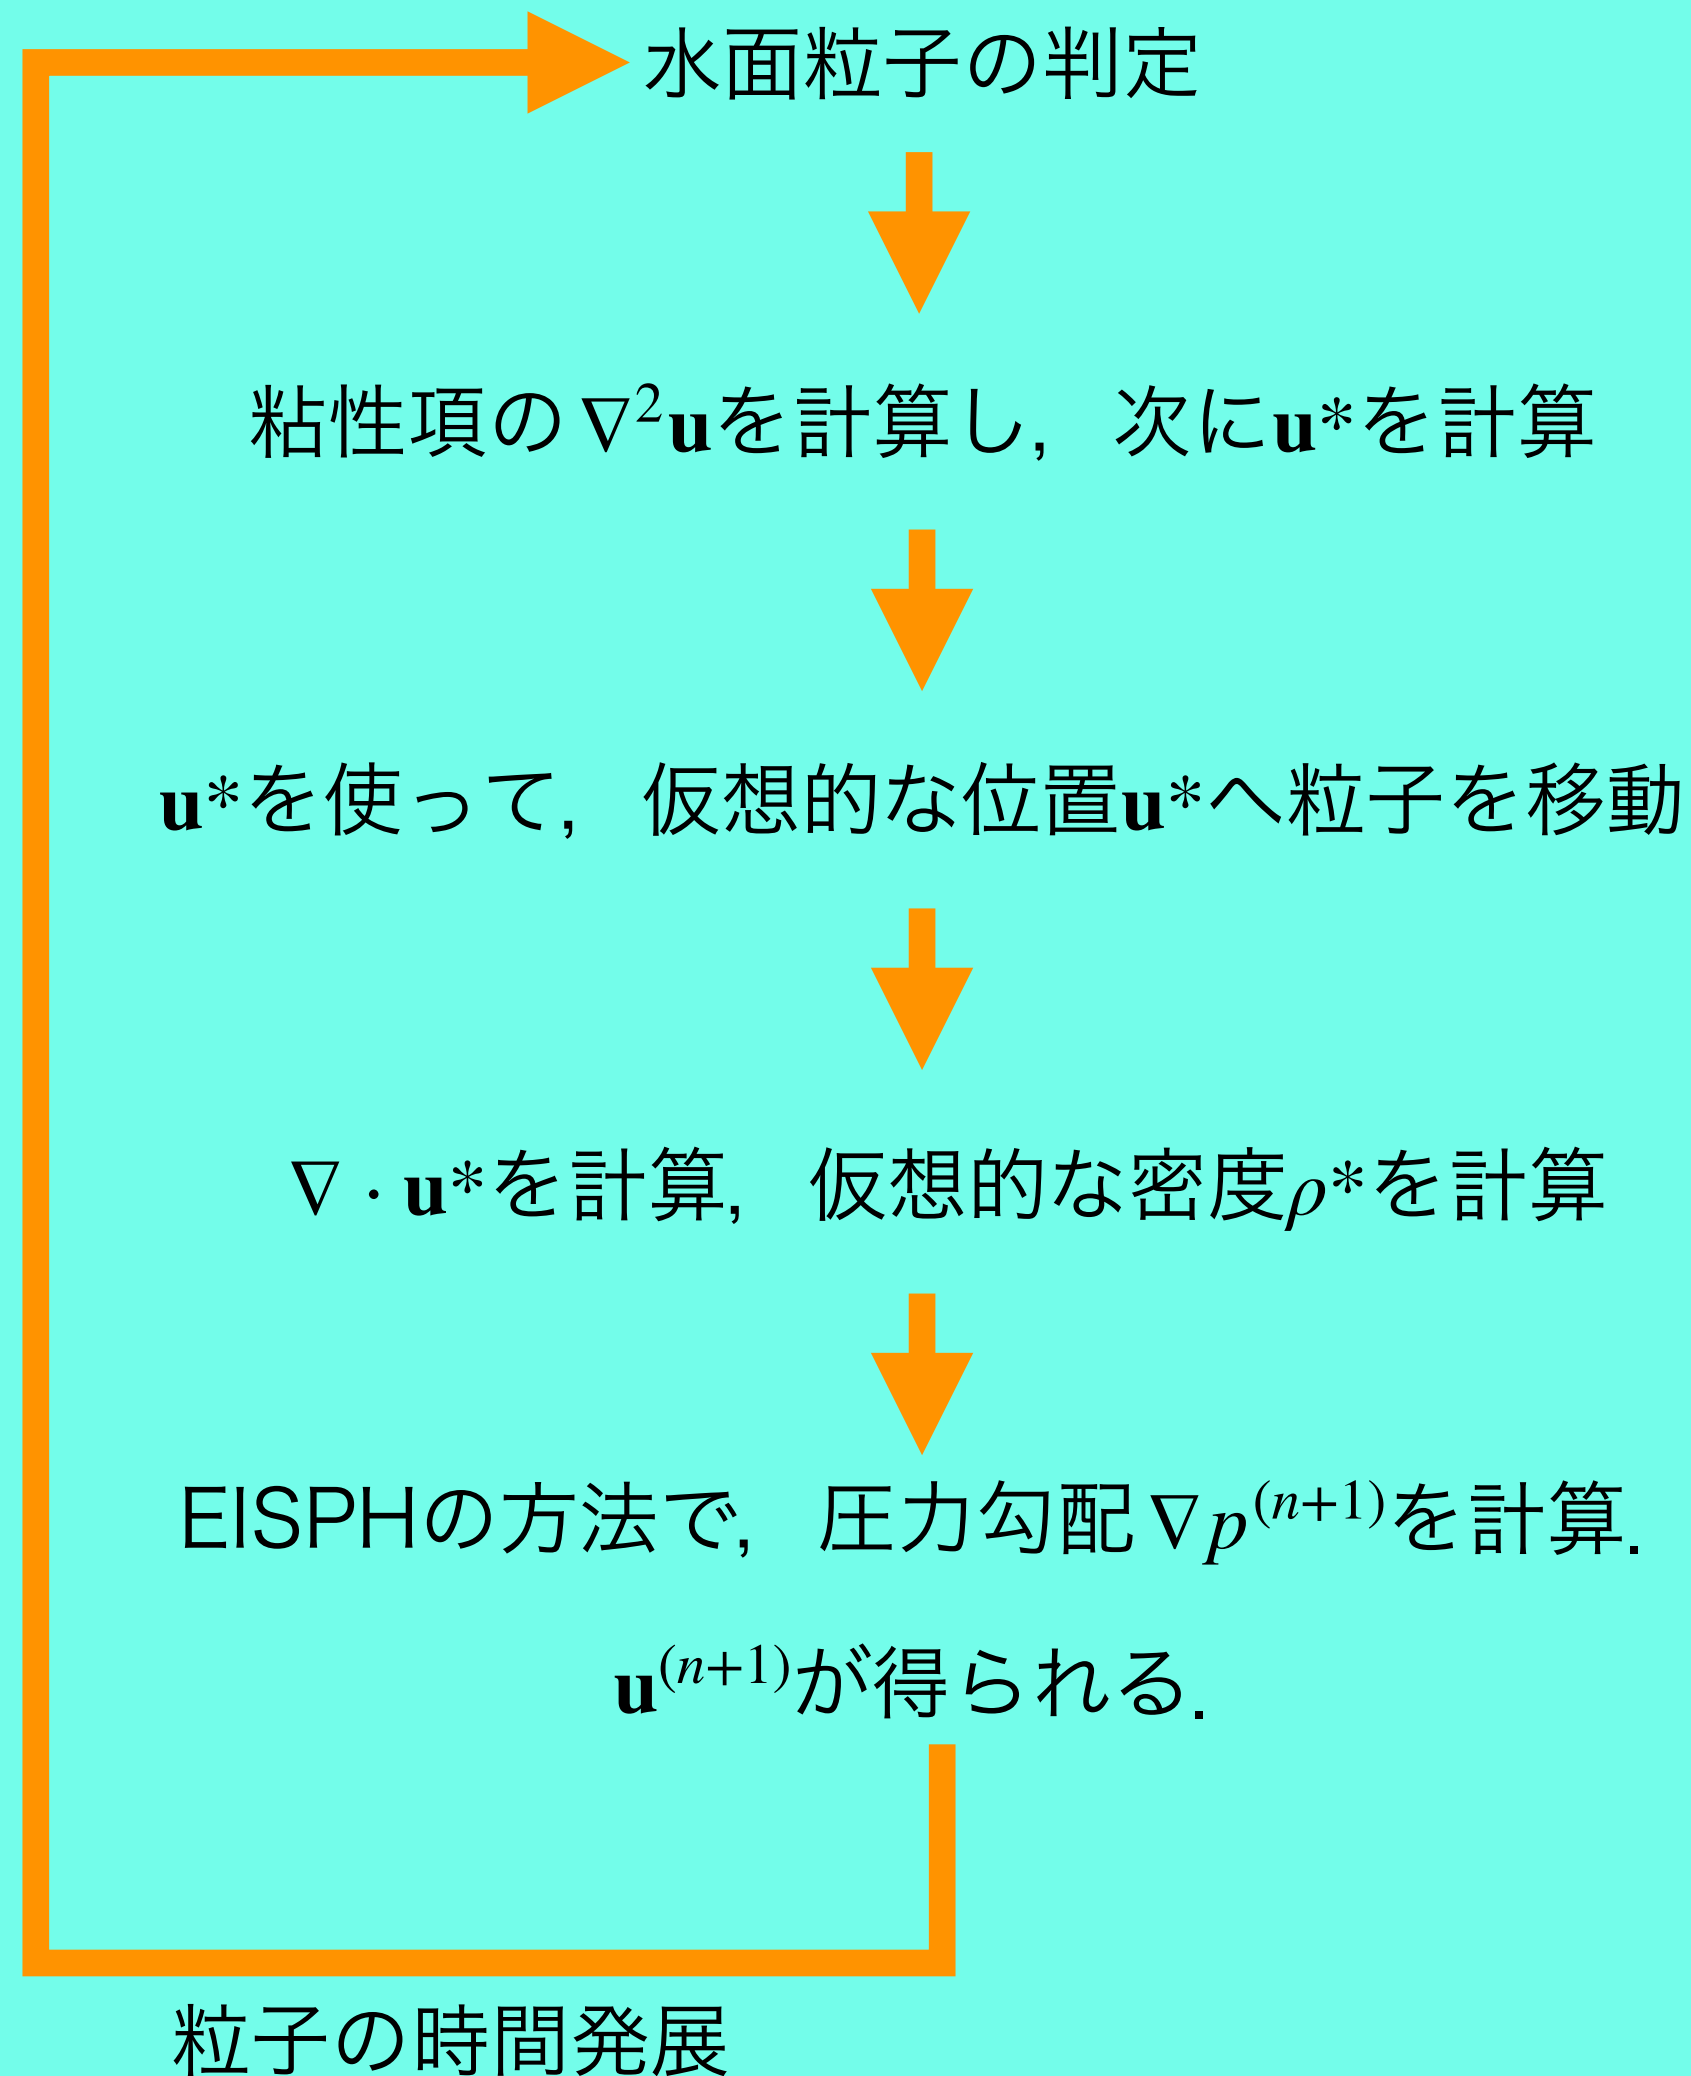 水面粒子の判定
粘性項の∇²𝐮を計算し，次に𝐮*を計算
𝐮*を使って，仮想的な位置𝐮*へ粒子を移動
∇・𝐮*を計算，仮想的な密度ρ*を計算
EISPHの方法で，圧力勾配∇p⁽ⁿ⁺¹⁾を計算．
𝐮⁽ⁿ⁺¹⁾が得られる．
粒子の時間発展